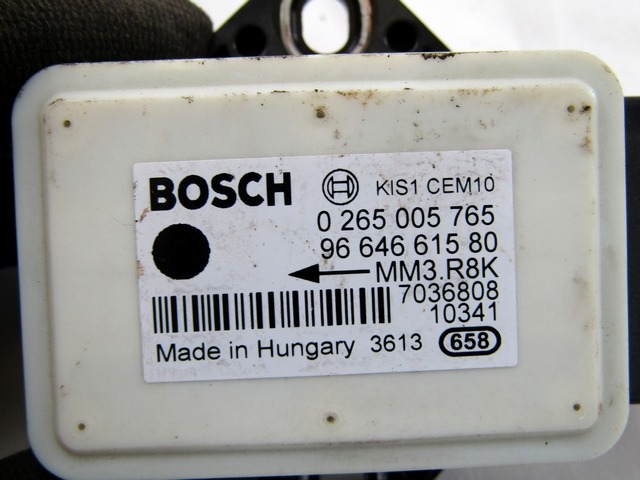 BOSCH KIS1 CEM10
0 265 005 765
96 646 615 80
MM3.R8K
7036808
10341
Made in Hungary 3613 658